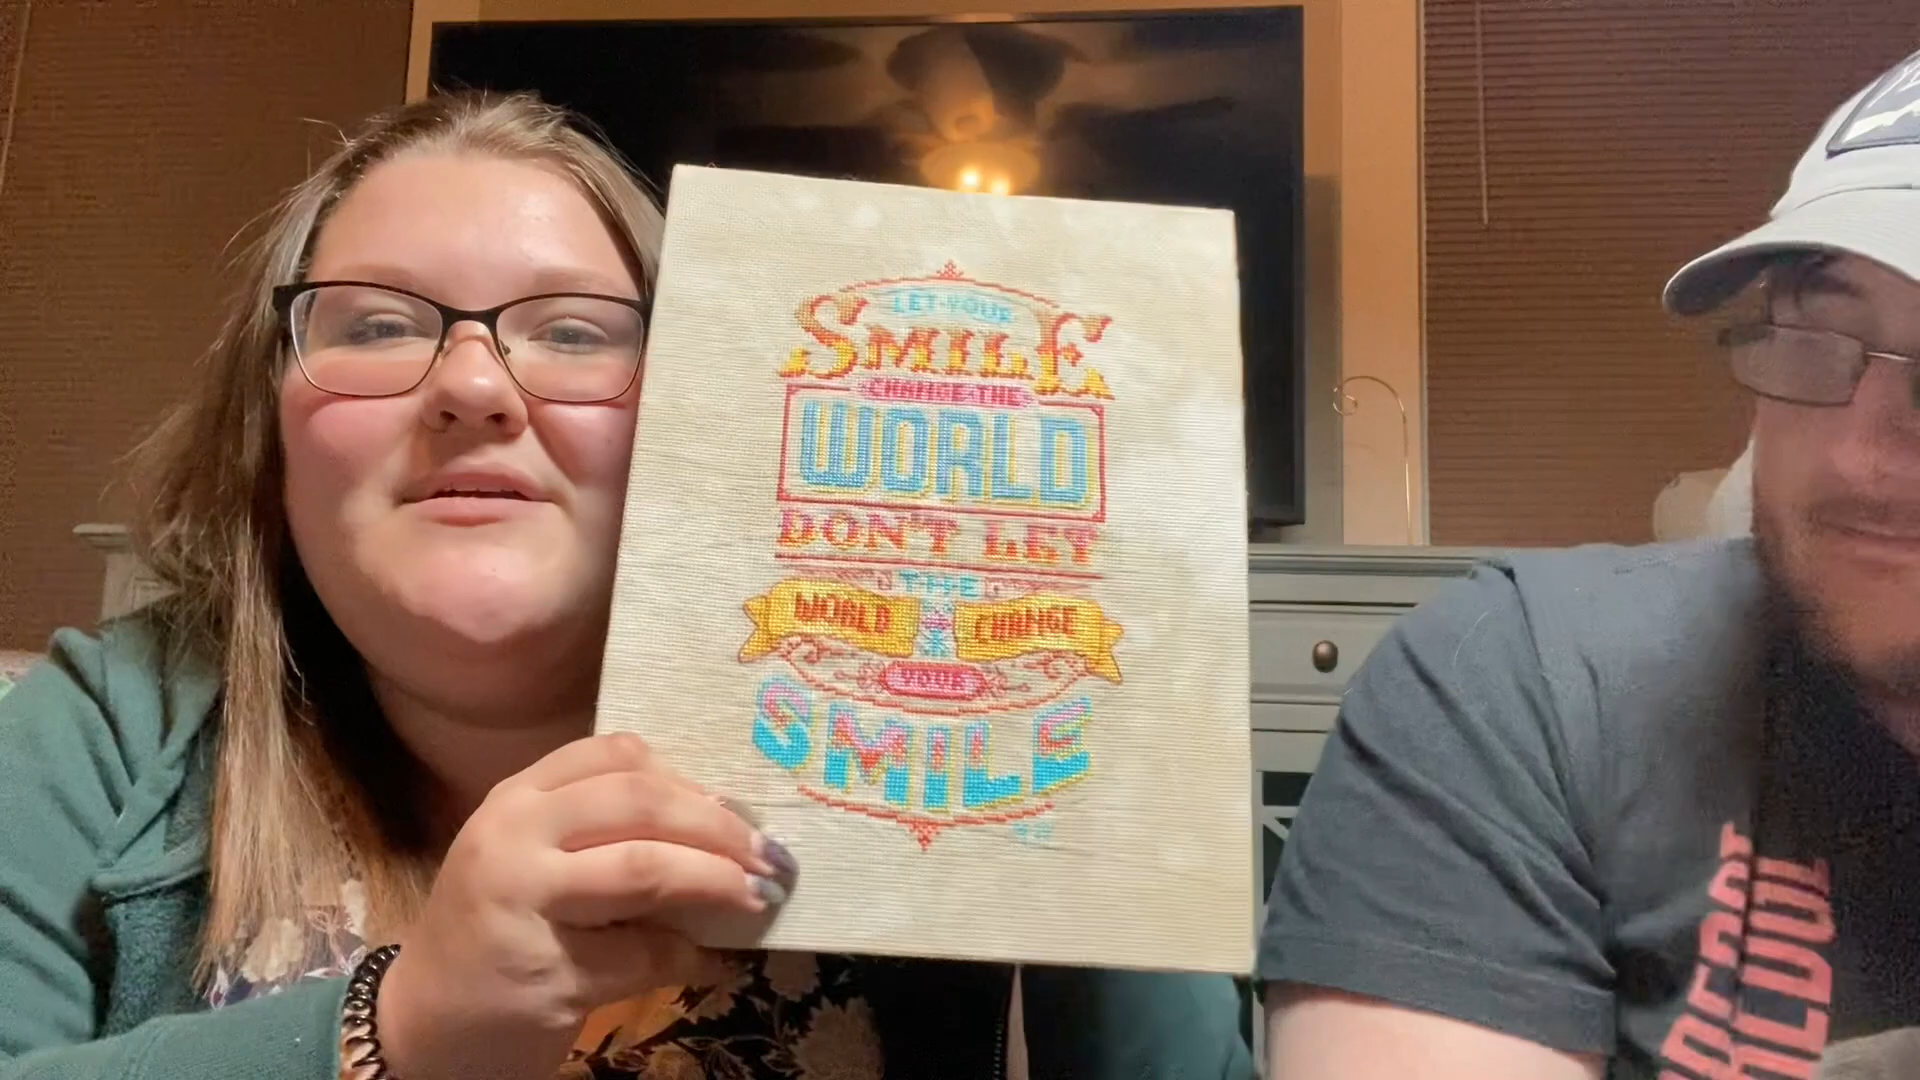 LET YOUR
SMILE
CHANGE THE
WORLD
DON'T LET
THE
WORLD CHANGE
YOUR
SMILE